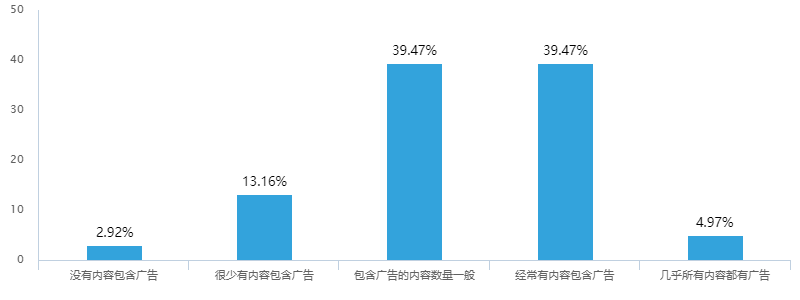 50
40
30
20
10
0
2.92%
13.16%
39.47%
39.47%
4.97%
没有内容包含广告
很少有内容包含广告
包含广告的内容数量一般
经常有内容包含广告
几乎所有内容都有广告